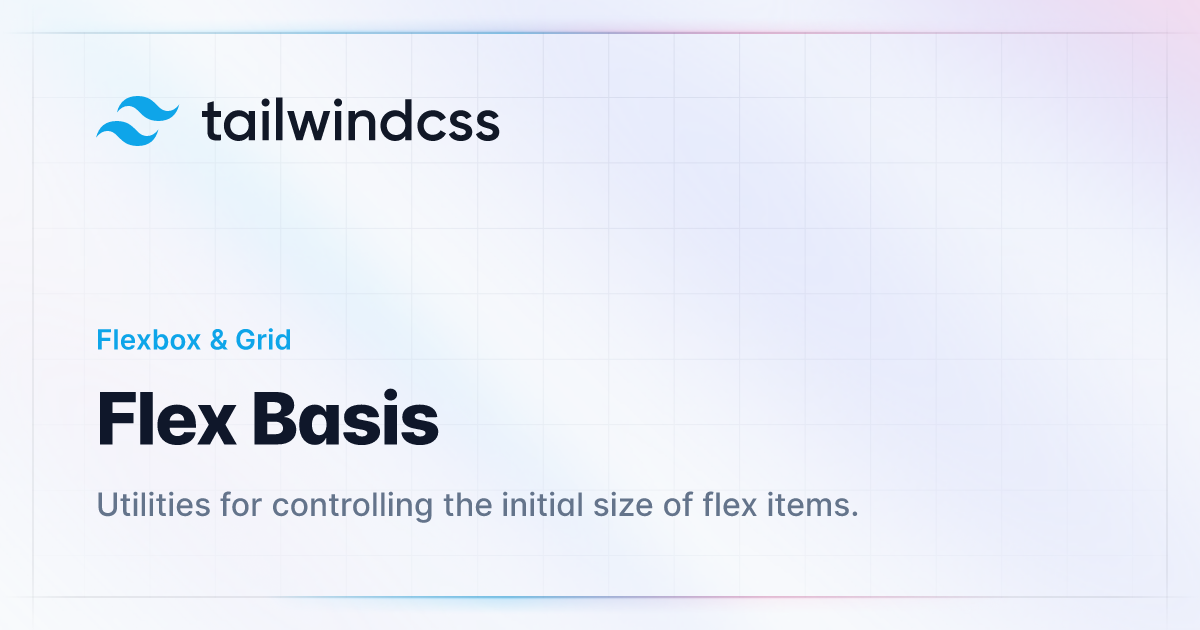 tailwindcss
Flexbox & Grid
Flex Basis
Utilities for controlling the initial size of flex items.